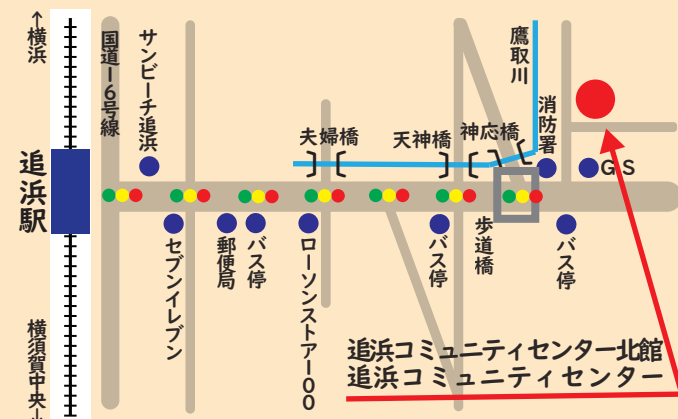 ←横浜
追浜駅
横須賀中央→
国道16号線
サンビーチ追浜
セブンイレブン
郵便局
バス停
夫婦橋
ローソンストアー100
天神橋
バス停
神応橋
歩道橋
鷹取川
消防署
GS
バス停
追浜コミュニティセンター北館
追浜コミュニティセンター